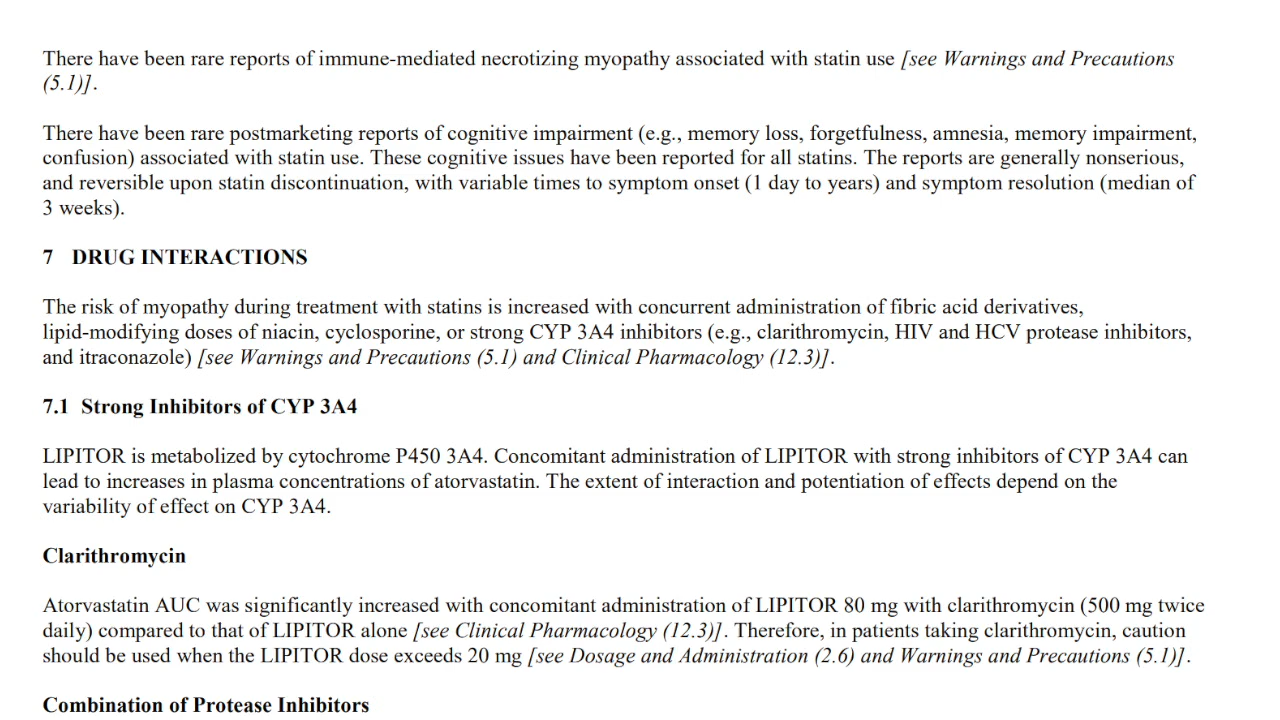 There have been rare reports of immune-mediated necrotizing myopathy associated with statin use [see Warnings and Precautions
(5.1)].
There have been rare postmarketing reports of cognitive impairment (e.g., memory loss, forgetfulness, amnesia, memory impairment,
confusion) associated with statin use. These cognitive issues have been reported for all statins. The reports are generally nonserious,
and reversible upon statin discontinuation, with variable times to symptom onset (1 day to years) and symptom resolution (median of
3 weeks).
7 DRUG INTERACTIONS
The risk of myopathy during treatment with statins is increased with concurrent administration of fibric acid derivatives,
lipid-modifying doses of niacin, cyclosporine, or strong CYP 3A4 inhibitors (e.g., clarithromycin, HIV and HCV protease inhibitors,
and itraconazole) [see Warnings and Precautions (5.1) and Clinical Pharmacology (12.3)].
7.1 Strong Inhibitors of CYP 3A4
LIPITOR is metabolized by cytochrome P450 3A4. Concomitant administration of LIPITOR with strong inhibitors of CYP 3A4 can
lead to increases in plasma concentrations of atorvastatin. The extent of interaction and potentiation of effects depend on the
variability of effect on CYP 3A4.
Clarithromycin
Atorvastatin AUC was significantly increased with concomitant administration of LIPITOR 80 mg with clarithromycin (500 mg twice
daily) compared to that of LIPITOR alone [see Clinical Pharmacology (12.3)]. Therefore, in patients taking clarithromycin, caution
should be used when the LIPITOR dose exceeds 20 mg [see Dosage and Administration (2.6) and Warnings and Precautions (5.1)].
Combination of Protease Inhibitors